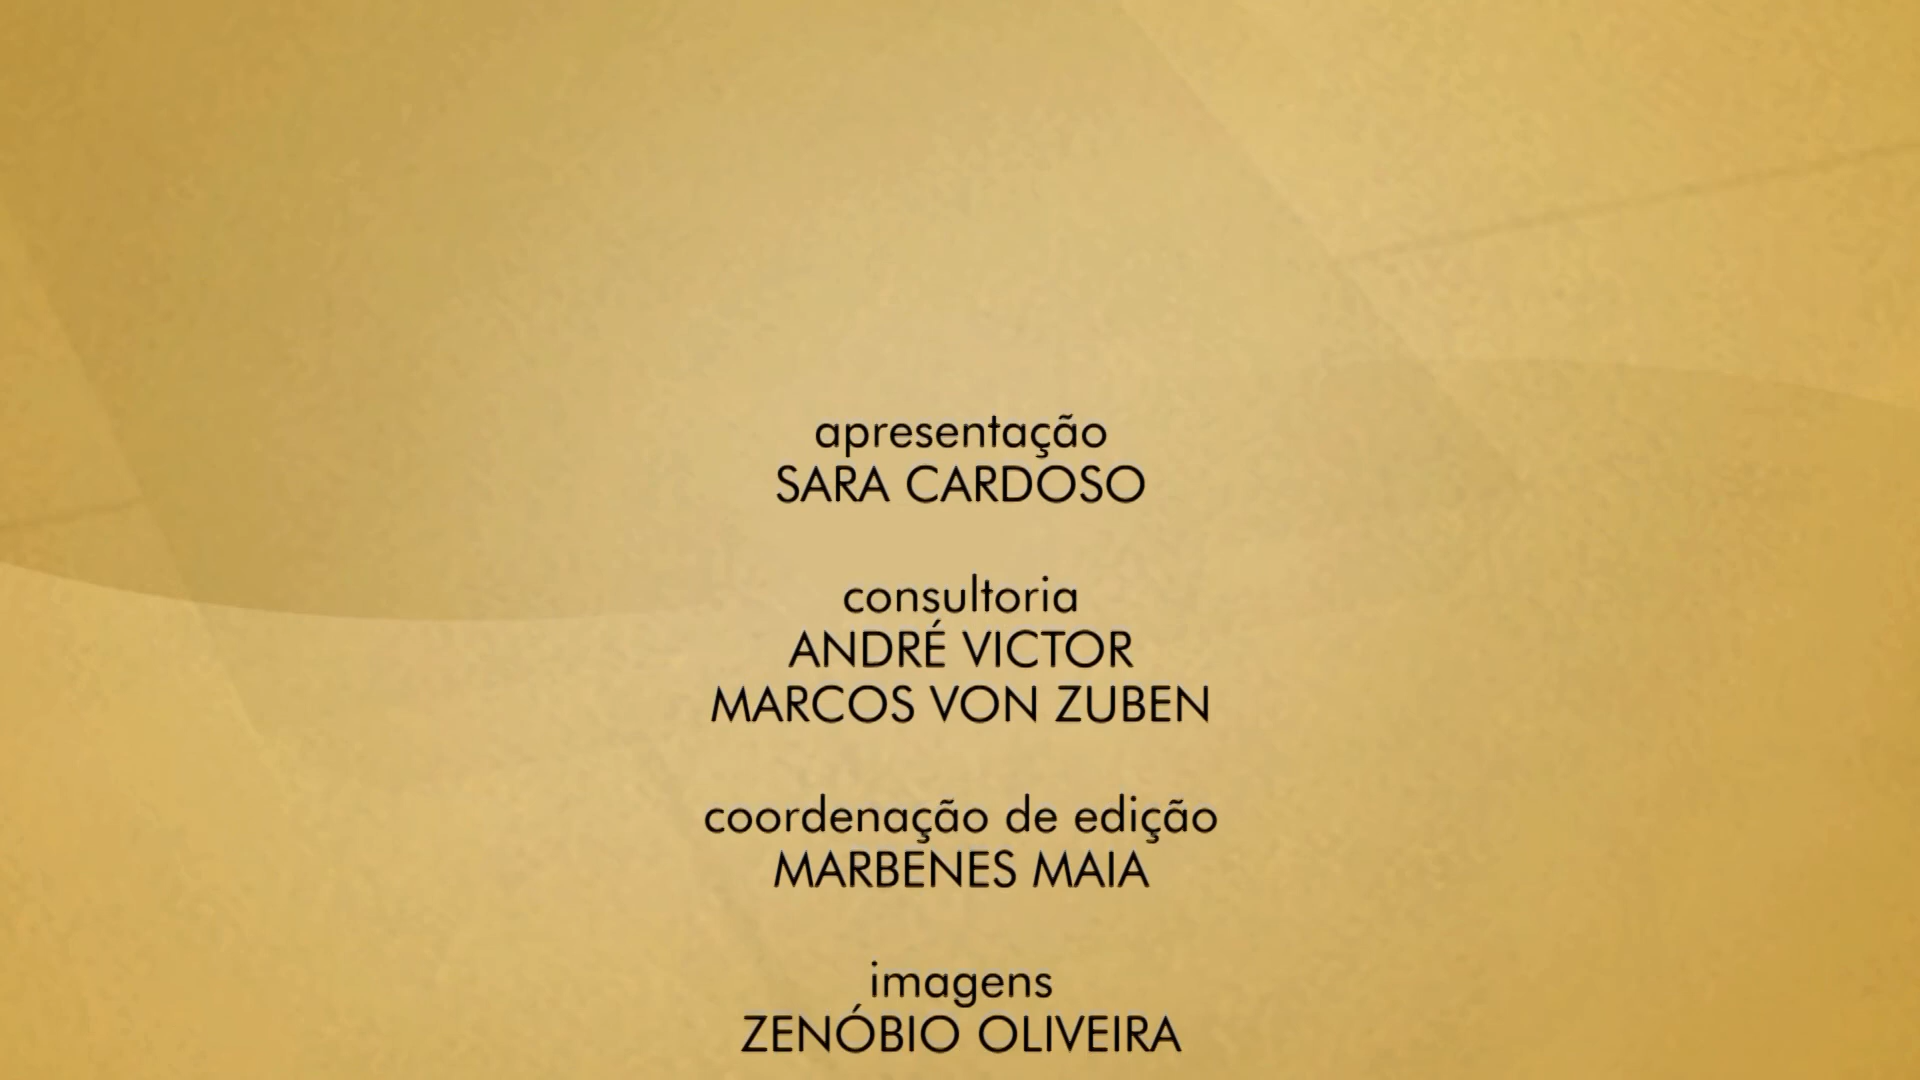 apresentação
SARA CARDOSO
consultoria
ANDRÉ VICTOR
MARCOS VON ZUBEN
coordenação de edição
MARBENES MAIA
imagens
ZENÓBIO OLIVEIRA